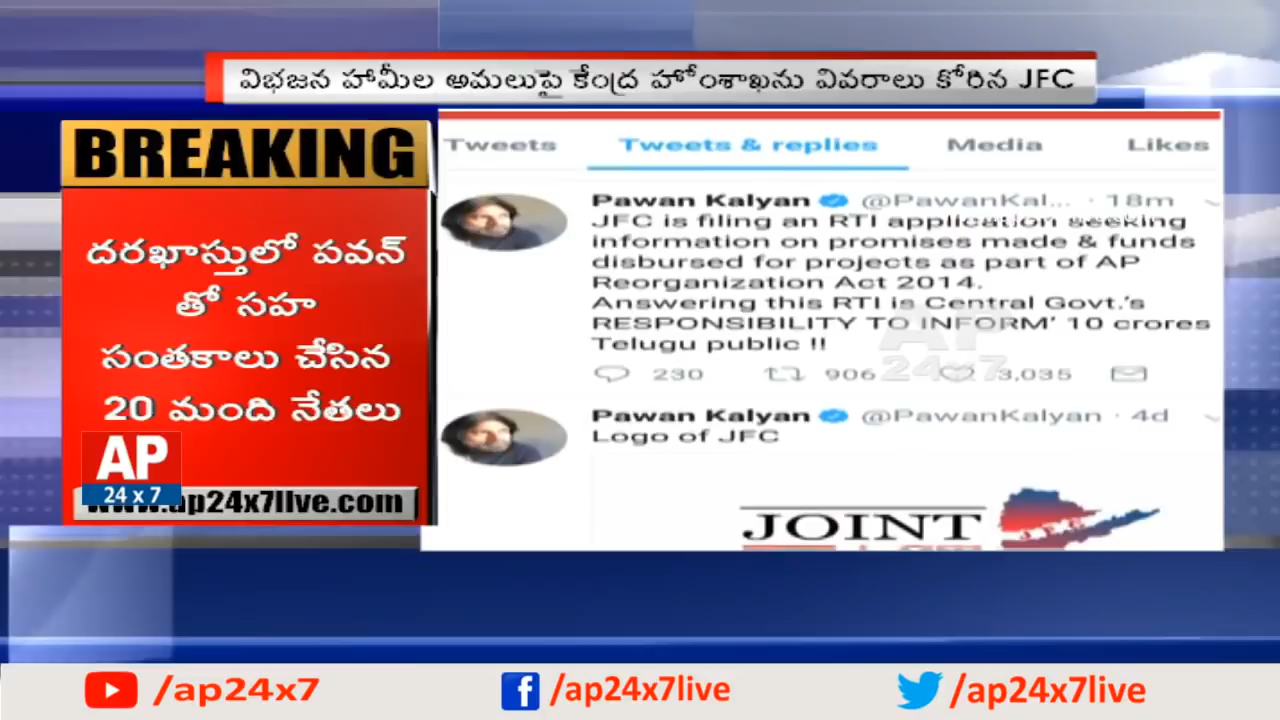 విభజన హామీల అమలుపై కేంద్ర హోంశాఖను వివరాలు కోరిన JFC
BREAKING
దరఖాస్తులో పవన్
తో సహా
సంతకాలు చేసిన
20 మంది నేతలు
AP
24 x 7
www.ap24x7live.com
Tweets Tweets & replies Media Likes
Pawan Kalyan @PawanKal... · 18m
JFC is filing an RTI application seeking
information on promises made & funds
disbursed for projects as part of AP
Reorganization Act 2014.
Answering this RTI is Central Govt.'s
RESPONSIBILITY TO INFORM' 10 crores
Telugu public !!
230 906 3,035
AP
24x7
Pawan Kalyan @PawanKalyan · 4d
Logo of JFC
JOINT
J.F.C
/ap24x7 /ap24x7live /ap24x7live